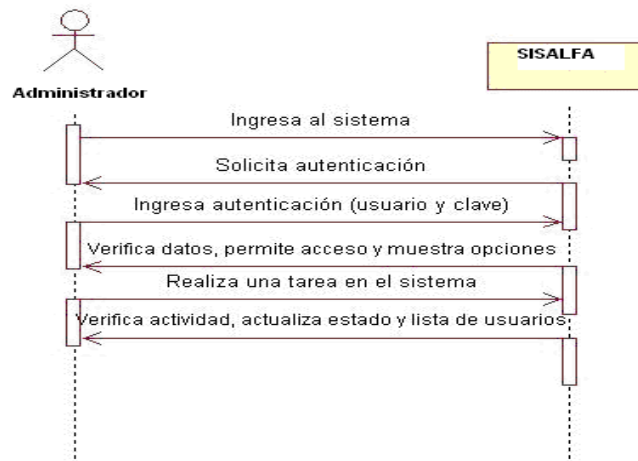 SISALFA
Administrador
Ingresa al sistema
Solicita autenticación
Ingresa autenticación (usuario y clave)
Verifica datos, permite acceso y muestra opciones
Realiza una tarea en el sistema
Verifica actividad, actualiza estado y lista de usuarios